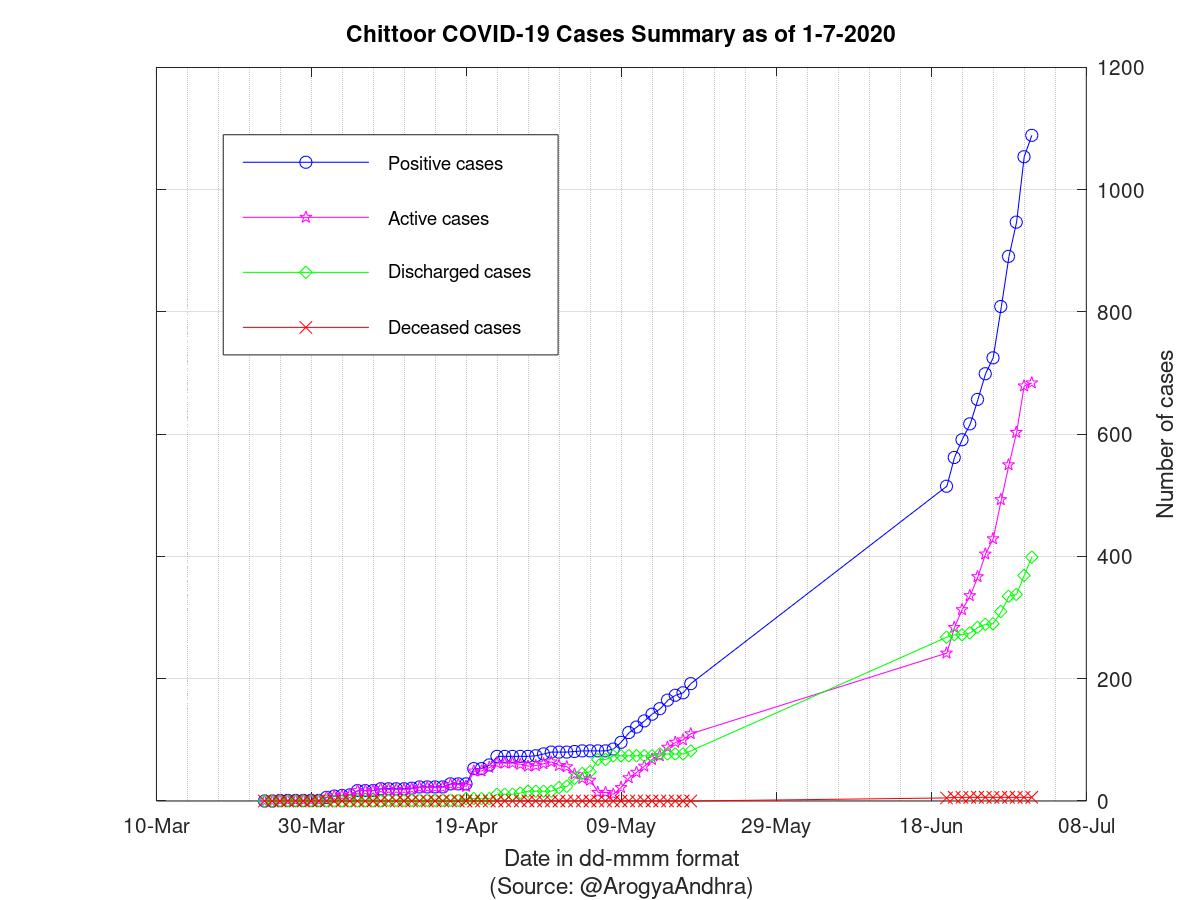 Chittoor COVID-19 Cases Summary as of 1-7-2020
1200
Positive cases
1000
Active cases
Discharged cases
800
Deceased cases
Number of cases
600
400
200
0
10-Mar 30-Mar 19-Apr 09-May 29-May 18-Jun 08-Jul
Date in dd-mmm format
(Source: @ArogyaAndhra)